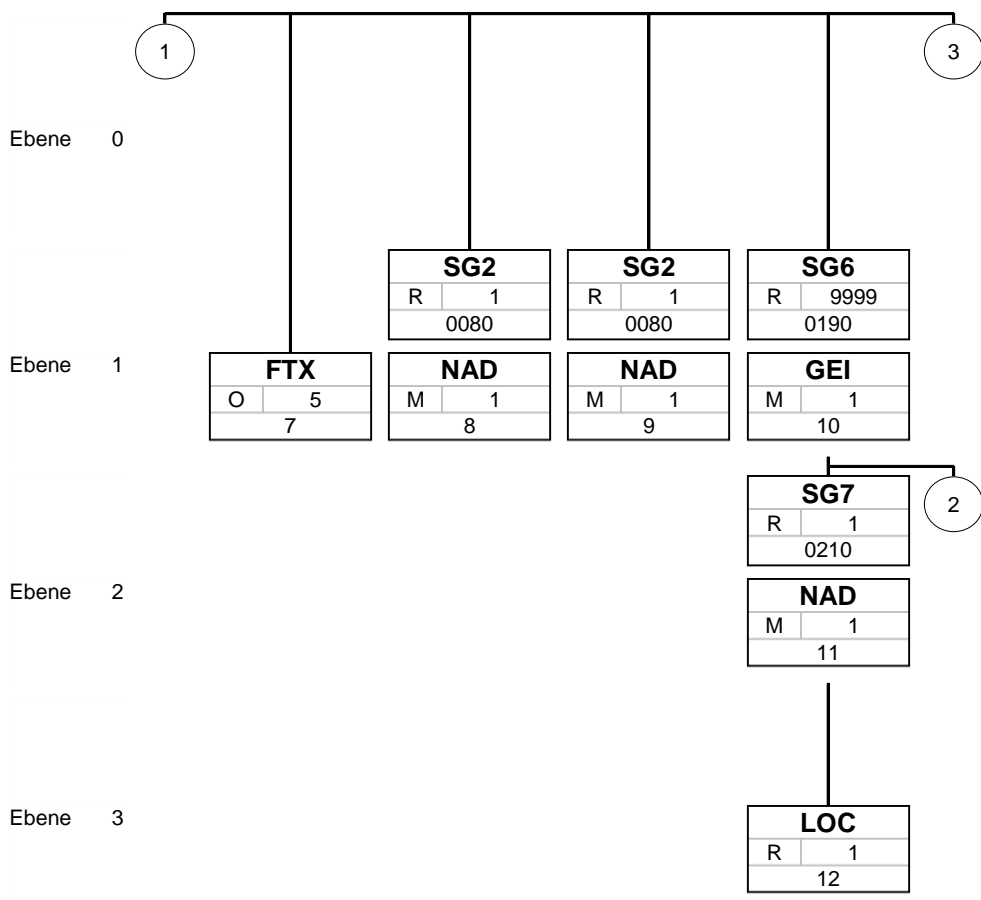 1 3
Ebene 0
SG2 SG2 SG6
R 1 R 1 R 9999
0080 0080 0190
Ebene 1 FTX NAD NAD GEI
O 5 M 1 M 1 M 1
7 8 9 10
SG7 2
R 1
0210
Ebene 2 NAD
M 1
11
Ebene 3 LOC
R 1
12